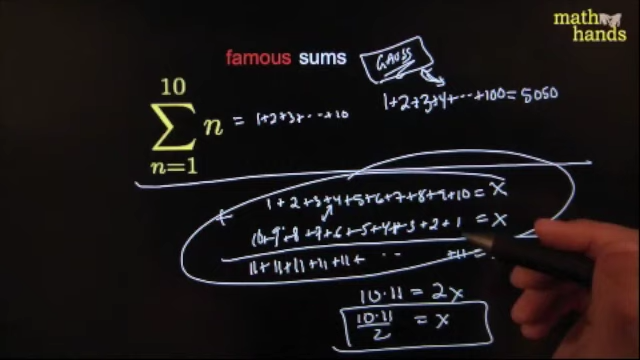 math
hands
famous sums
GAUSS
1+2+3+4+...+100=5050
10
∑ n = 1+2+3+...+10
n=1
1+2+3+4+5+6+7+8+9+10=X
10+9+8+7+6+5+4+3+2+1 = X
11+11+11+11+11+ ... +11 =
10·11 = 2x
10·11/2 = x